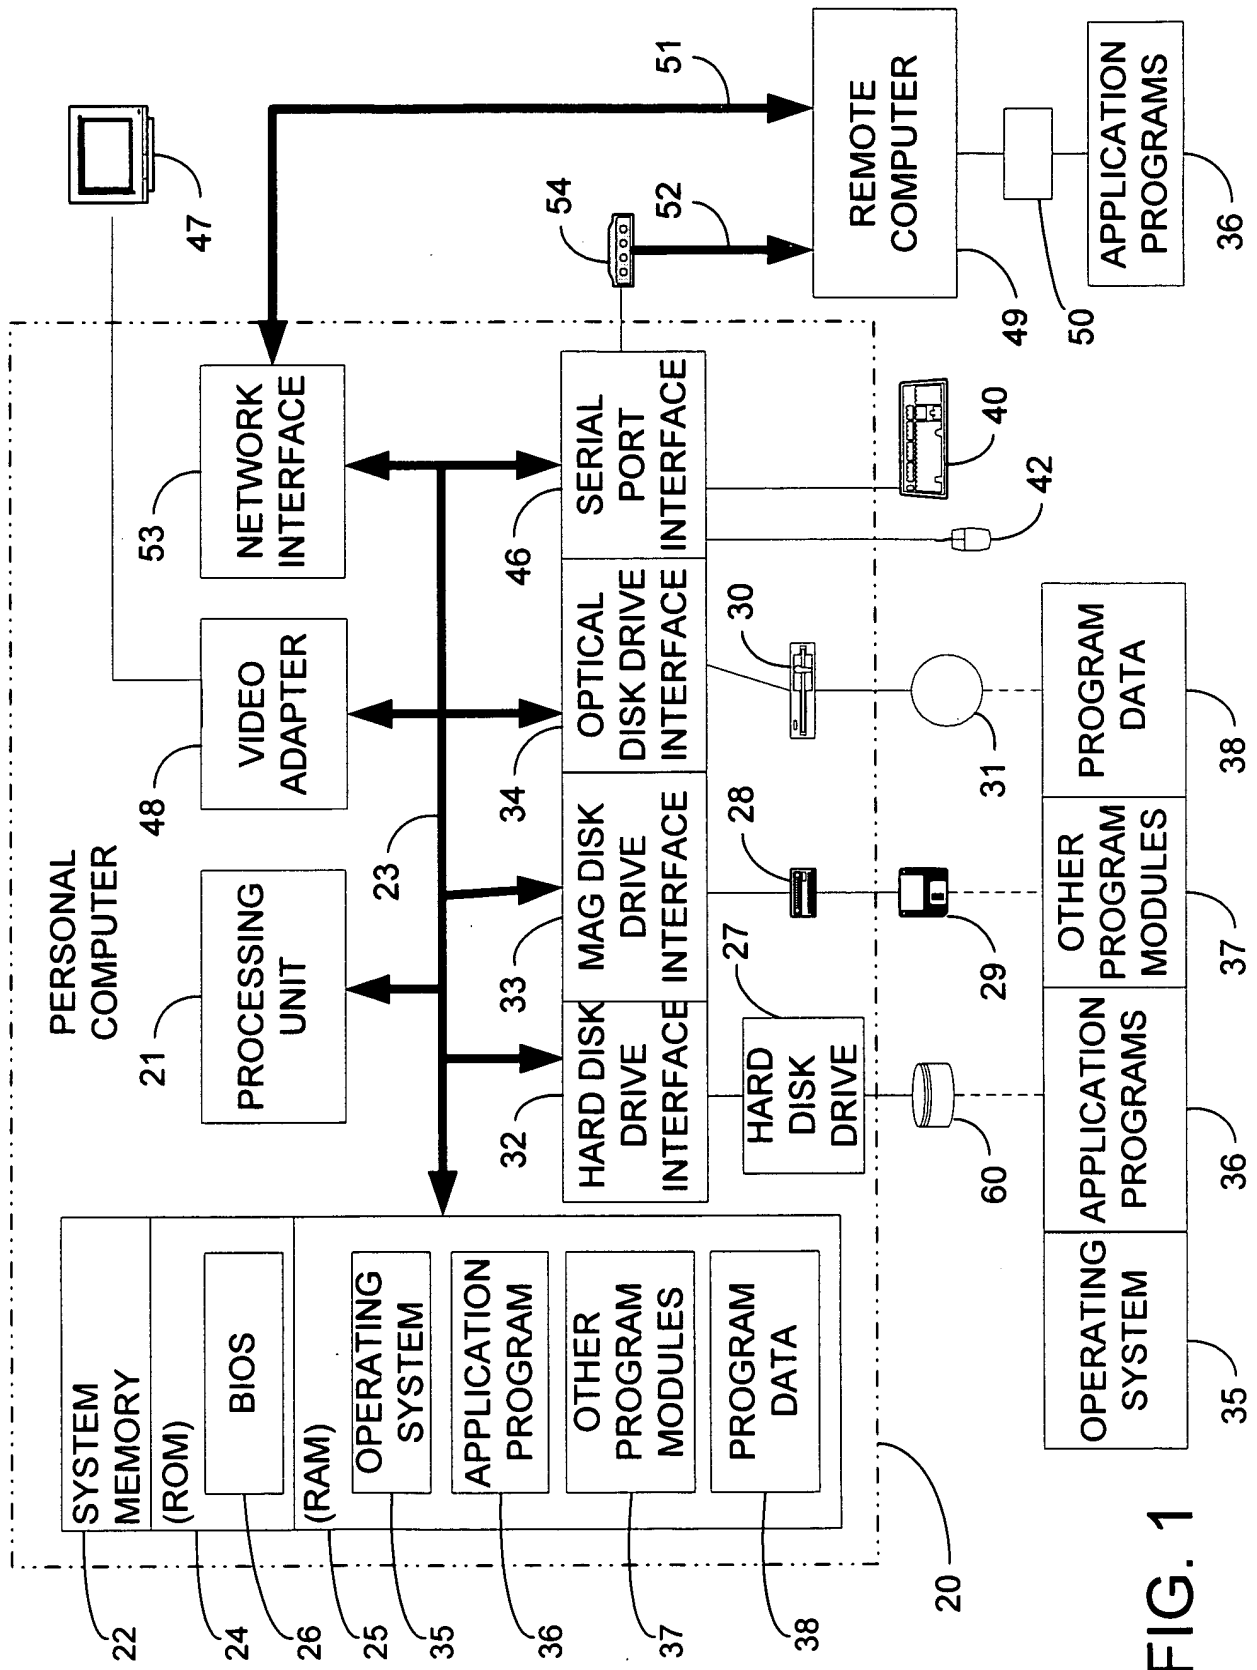 PERSONAL
COMPUTER
SYSTEM
MEMORY
22
(ROM)
24
BIOS
26
(RAM)
25
OPERATING
SYSTEM
35
APPLICATION
PROGRAM
36
OTHER
PROGRAM
MODULES
37
PROGRAM
DATA
38
20
21
PROCESSING
UNIT
48
VIDEO
ADAPTER
53
NETWORK
INTERFACE
47
23
32
HARD DISK
DRIVE
INTERFACE
33
MAG DISK
DRIVE
INTERFACE
34
OPTICAL
DISK DRIVE
INTERFACE
46
SERIAL
PORT
INTERFACE
54
52
51
HARD
DISK
DRIVE
27
28
30
60
29
31
42
40
REMOTE
COMPUTER
49
50
APPLICATION
PROGRAMS
36
OPERATING
SYSTEM
35
APPLICATION
PROGRAMS
36
OTHER
PROGRAM
MODULES
37
PROGRAM
DATA
38
FIG. 1